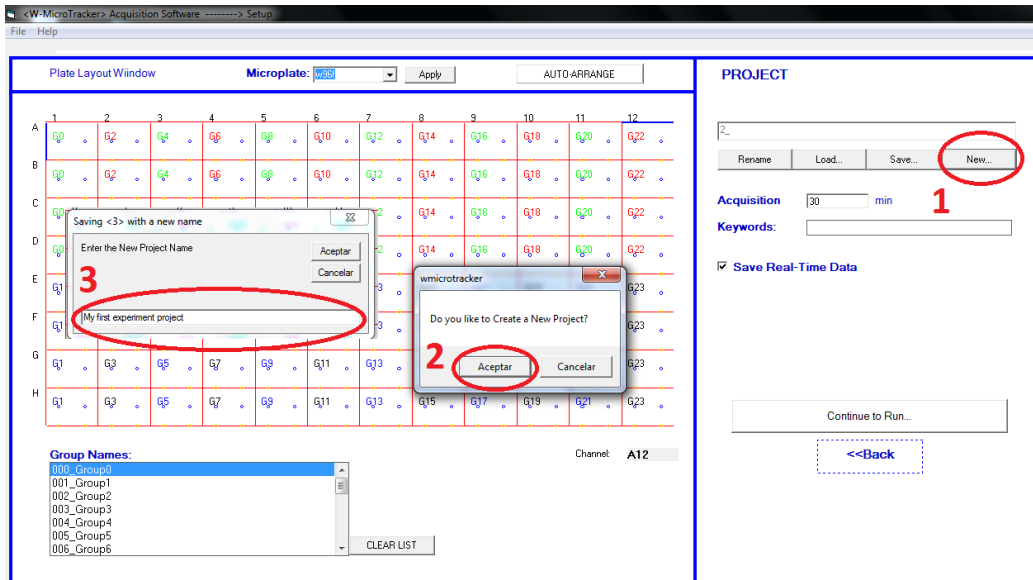 <W-MicroTracker> Acquisition Software --------> Setup
File Help
Plate Layout Wiindow Microplate: w96f Apply AUTO-ARRANGE
PROJECT
2_
Rename Load... Save... New...
1
Acquisition 30 min
Keywords:
Save Real-Time Data
1 2 3 4 5 6 7 8 9 10 11 12
A G0 G2 G4 G6 G8 G10 G12 G14 G16 G18 G20 G22
B G0 G2 G4 G6 G8 G10 G12 G14 G16 G18 G20 G22
C G0 G14 G16 G18 G20 G22
D G0 G14 G16 G18 G20 G22
E G1 G23
F G1 G23
G G1 G3 G5 G7 G9 G11 G13 G23
H G1 G3 G5 G7 G9 G11 G13 G15 G17 G19 G21 G23
Saving <3> with a new name
Enter the New Project Name
Aceptar
Cancelar
3
My first experiment project
wmicrotracker
Do you like to Create a New Project?
2
Aceptar Cancelar
Continue to Run...
<<Back
Group Names:
Channel: A12
000_Group0
001_Group1
002_Group2
003_Group3
004_Group4
005_Group5
006_Group6
CLEAR LIST